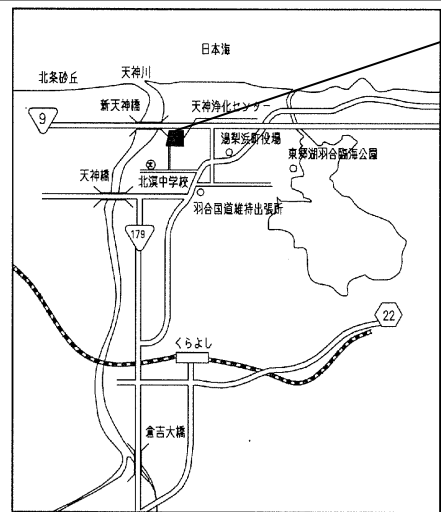 日本海
北条砂丘
天神川
新天神橋
天神浄化センター
9
湯梨浜町役場
東郷湖羽合臨海公園
文
北溟中学校
天神橋
羽合国道維持出張所
179
22
くらよし
倉吉大橋